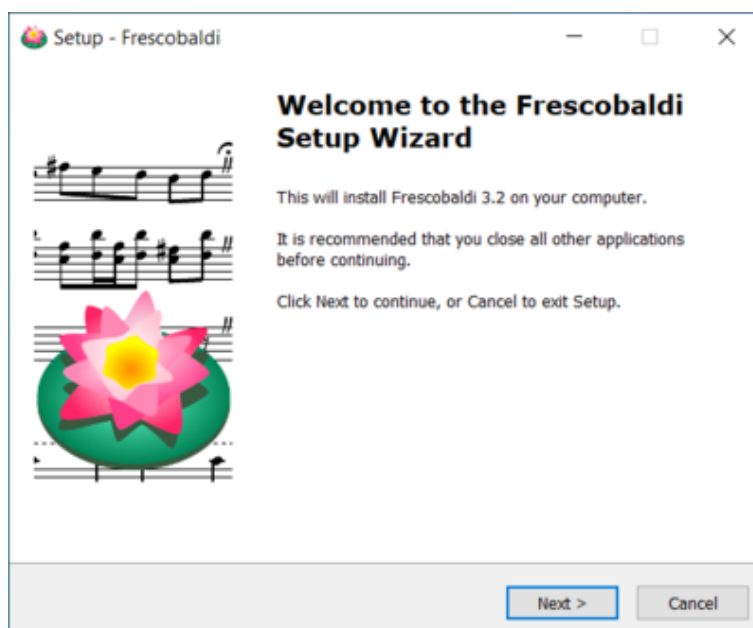 Setup - Frescobaldi
Welcome to the Frescobaldi
Setup Wizard
This will install Frescobaldi 3.2 on your computer.
It is recommended that you close all other applications
before continuing.
Click Next to continue, or Cancel to exit Setup.
Next >
Cancel